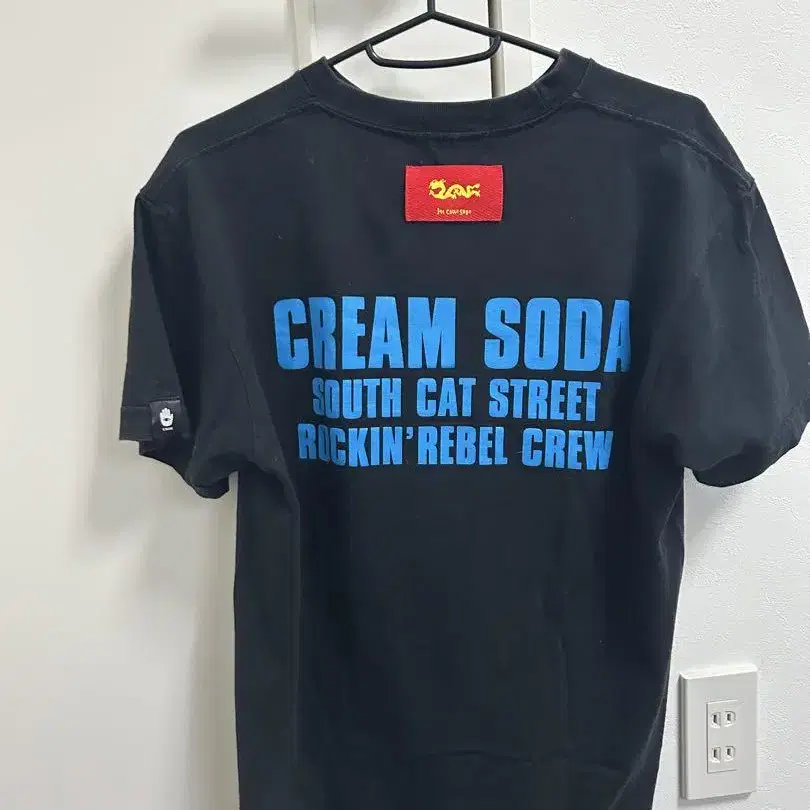 CREAM SODA
SOUTH CAT STREET
ROCKIN' REBEL CREW